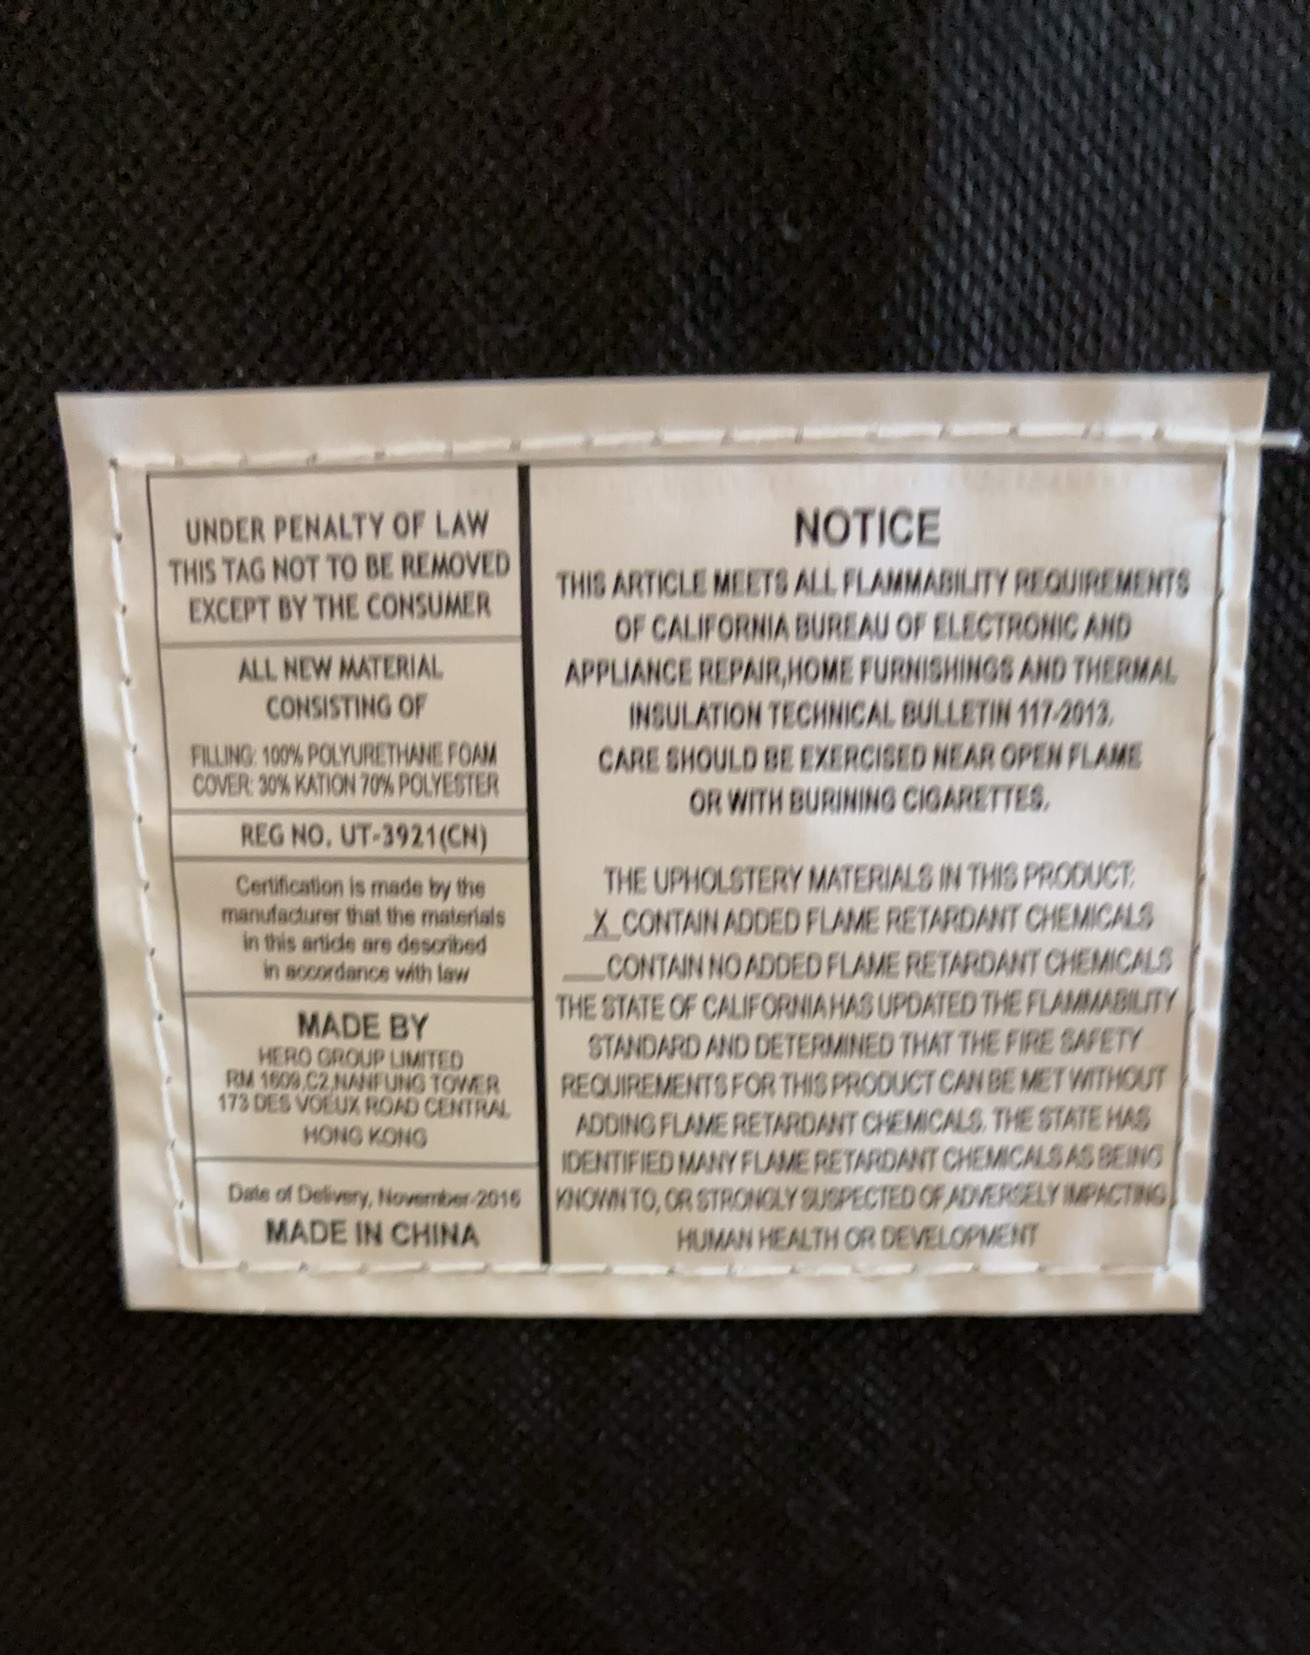 UNDER PENALTY OF LAW
THIS TAG NOT TO BE REMOVED
EXCEPT BY THE CONSUMER
ALL NEW MATERIAL
CONSISTING OF
FILLING: 100% POLYURETHANE FOAM
COVER: 30% KATION 70% POLYESTER
REG NO. UT-3921(CN)
Certification is made by the
manufacturer that the materials
in this article are described
in accordance with law
MADE BY
HERO GROUP LIMITED
RM 1609,C2,NANFUNG TOWER
173 DES VOEUX ROAD CENTRAL
HONG KONG
Date of Delivery, November-2016
MADE IN CHINA
NOTICE
THIS ARTICLE MEETS ALL FLAMMABILITY REQUIREMENTS
OF CALIFORNIA BUREAU OF ELECTRONIC AND
APPLIANCE REPAIR,HOME FURNISHINGS AND THERMAL
INSULATION TECHNICAL BULLETIN 117-2013.
CARE SHOULD BE EXERCISED NEAR OPEN FLAME
OR WITH BURINING CIGARETTES.
THE UPHOLSTERY MATERIALS IN THIS PRODUCT:
X CONTAIN ADDED FLAME RETARDANT CHEMICALS
___CONTAIN NO ADDED FLAME RETARDANT CHEMICALS
THE STATE OF CALIFORNIA HAS UPDATED THE FLAMMABILITY
STANDARD AND DETERMINED THAT THE FIRE SAFETY
REQUIREMENTS FOR THIS PRODUCT CAN BE MET WITHOUT
ADDING FLAME RETARDANT CHEMICALS. THE STATE HAS
IDENTIFIED MANY FLAME RETARDANT CHEMICALS AS BEING
KNOWN TO, OR STRONGLY SUSPECTED OF,ADVERSELY IMPACTING
HUMAN HEALTH OR DEVELOPMENT